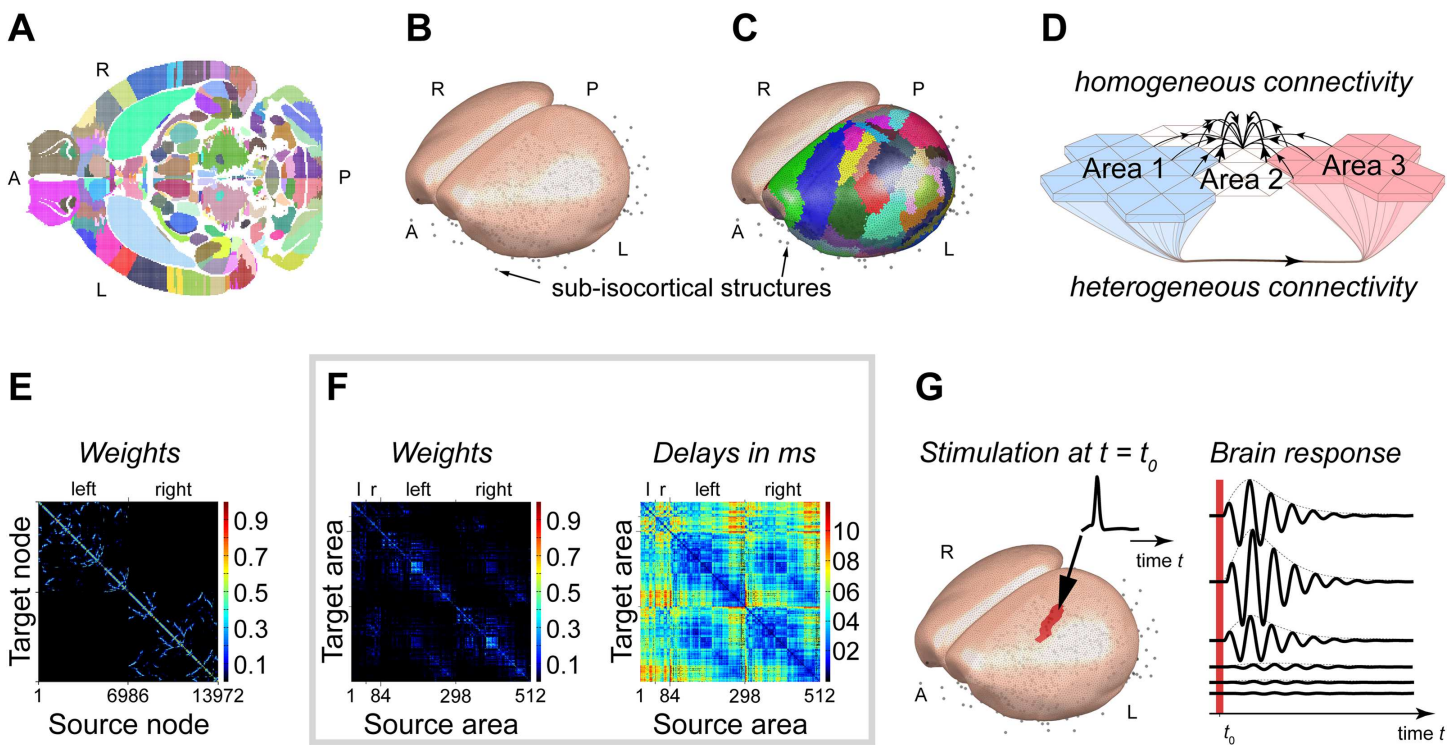 A
R
A
P
L
B
R
P
A
L
C
R
P
A
L
sub-isocortical structures
D
homogeneous connectivity
Area 1
Area 2
Area 3
heterogeneous connectivity
E
Weights
left right
Target node
0.9
0.7
0.5
0.3
0.1
1 6986 13972
Source node
F
Weights
l r left right
Target area
0.9
0.7
0.5
0.3
0.1
1 84 298 512
Source area
Delays in ms
l r left right
Target area
10
08
06
04
02
1 84 298 512
Source area
G
Stimulation at t = t0
time t
R
A
L
Brain response
t0
time t